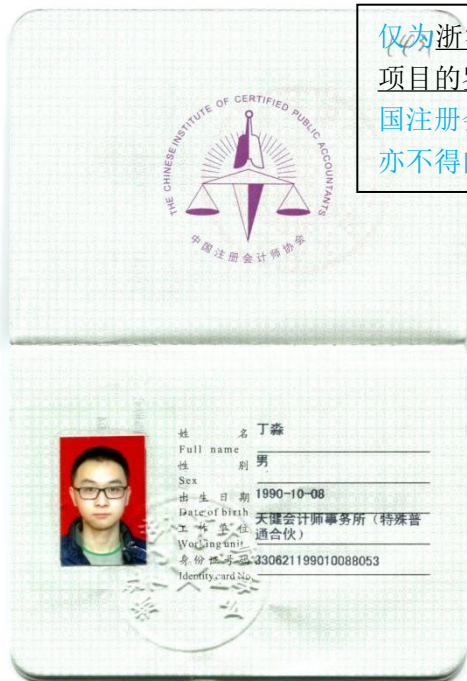 仅为浙
项目的
国注册
亦不得
THE CHINESE INSTITUTE OF CERTIFIED PUBLIC ACCOUNTANTS
中国注册会计师协会
姓 名 丁淼
Full name
性 别 男
Sex
出生日期 1990-10-08
Date of birth
工作单位 天健会计师事务所（特殊普
通合伙）
Working unit
身份证号码 330621199010088053
Identity card No.